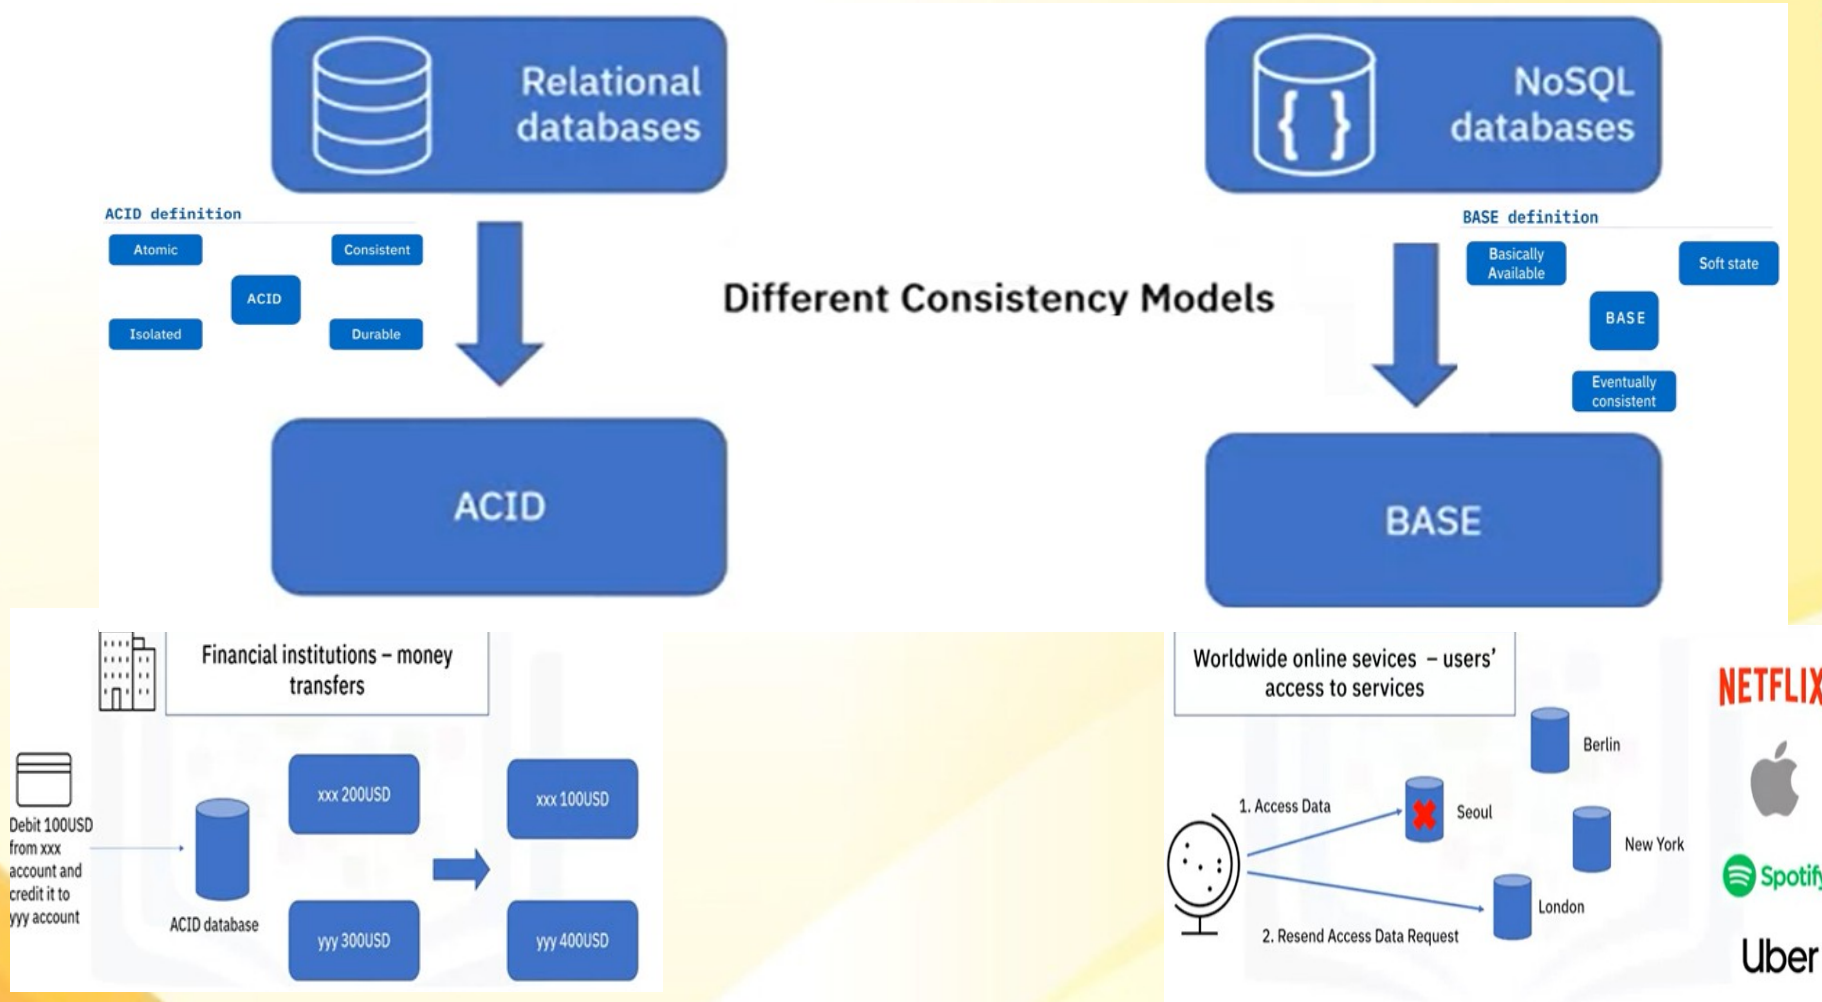 Relational
databases
NoSQL
databases
ACID definition
Atomic
Consistent
ACID
Isolated
Durable
Different Consistency Models
BASE definition
Basically
Available
Soft state
BASE
Eventually
consistent
ACID
BASE
Financial institutions – money
transfers
Debit 100USD
from xxx
account and
credit it to
yyy account
ACID database
xxx 200USD
xxx 100USD
yyy 300USD
yyy 400USD
Worldwide online sevices – users’
access to services
1. Access Data
2. Resend Access Data Request
Berlin
Seoul
New York
London
NETFLIX
Spotify
Uber